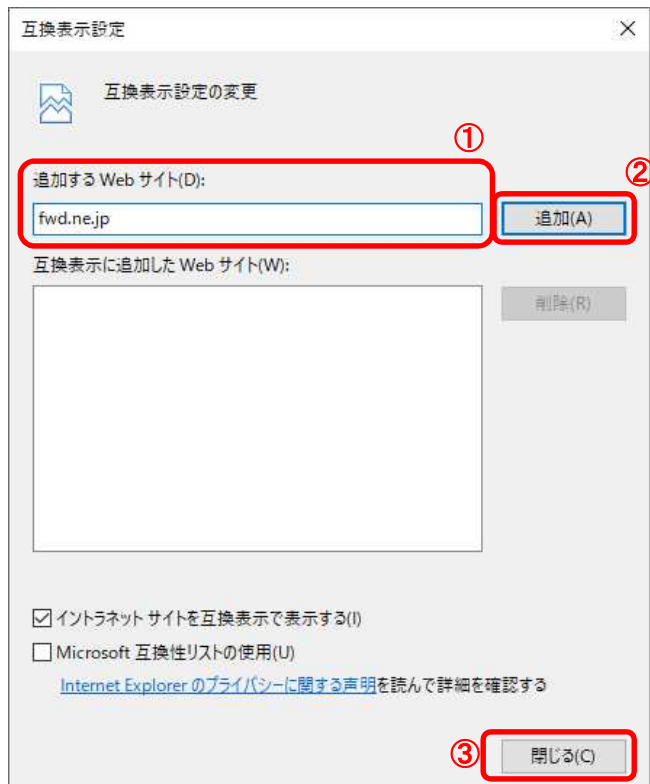 互換表示設定
互換表示設定の変更
①
追加する Web サイト(D):
②
fwd.ne.jp
追加(A)
互換表示に追加した Web サイト(W):
削除(R)
イントラネット サイトを互換表示で表示する(I)
Microsoft 互換性リストの使用(U)
Internet Explorer のプライバシーに関する声明を読んで詳細を確認する
③
閉じる(C)